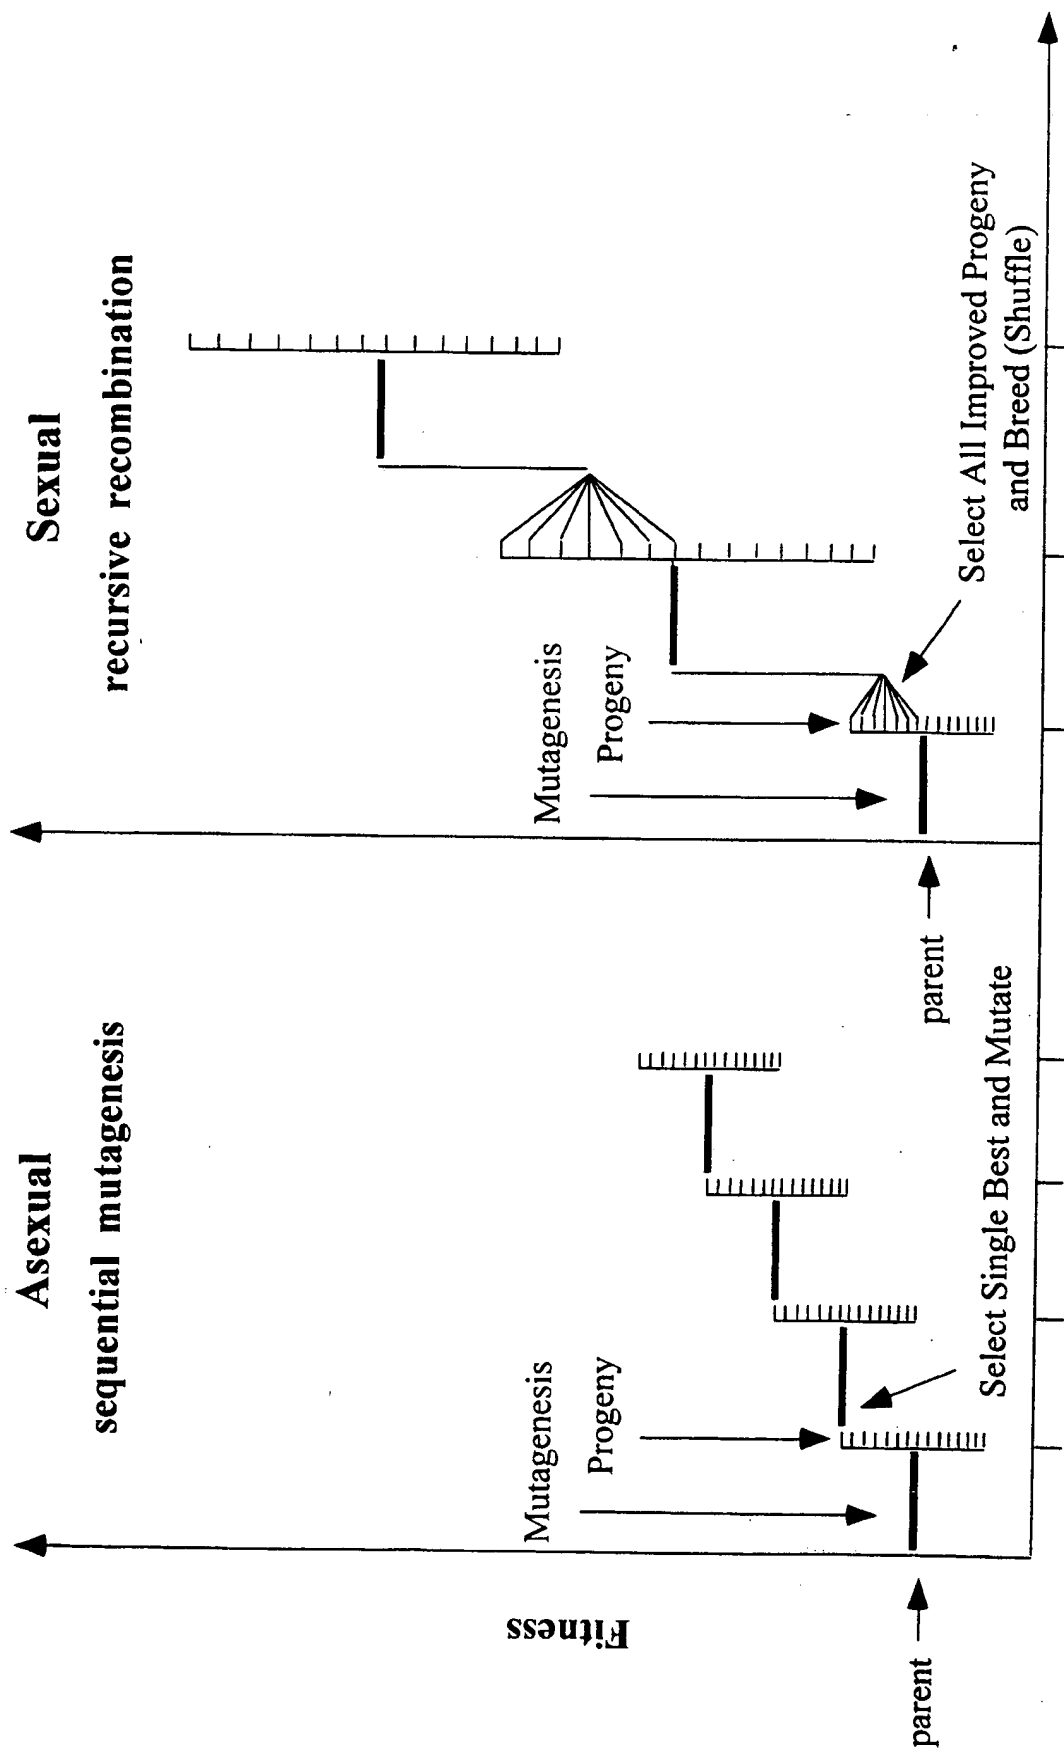 Asexual
sequential mutagenesis
Sexual
recursive recombination
Fitness
Mutagenesis
Progeny
parent
Select Single Best and Mutate
Mutagenesis
Progeny
parent
Select All Improved Progeny
and Breed (Shuffle)